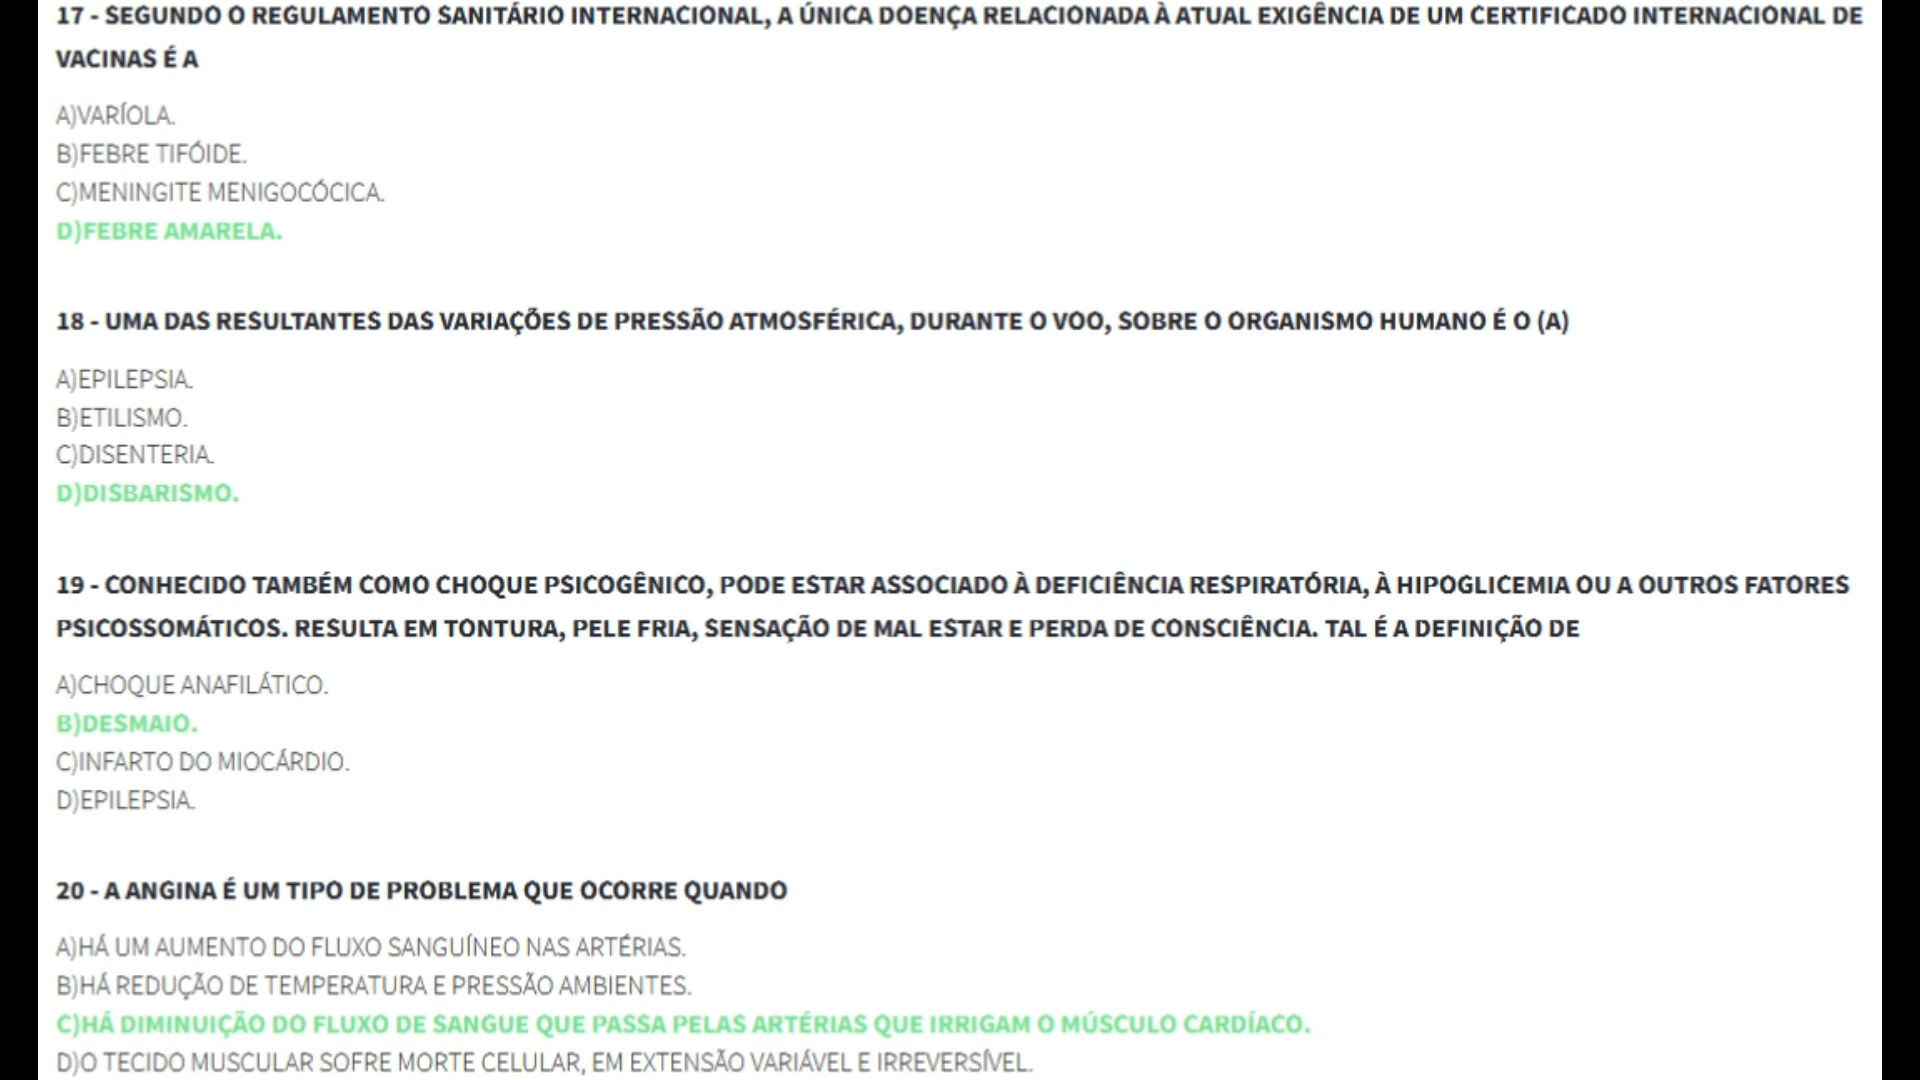 17 - SEGUNDO O REGULAMENTO SANITÁRIO INTERNACIONAL, A ÚNICA DOENÇA RELACIONADA À ATUAL EXIGÊNCIA DE UM CERTIFICADO INTERNACIONAL DE
VACINAS É A
A)VARÍOLA.
B)FEBRE TIFÓIDE.
C)MENINGITE MENIGOCÓCICA.
D)FEBRE AMARELA.
18 - UMA DAS RESULTANTES DAS VARIAÇÕES DE PRESSÃO ATMOSFÉRICA, DURANTE O VOO, SOBRE O ORGANISMO HUMANO É O (A)
A)EPILEPSIA.
B)ETILISMO.
C)DISENTERIA.
D)DISBARISMO.
19 - CONHECIDO TAMBÉM COMO CHOQUE PSICOGÊNICO, PODE ESTAR ASSOCIADO À DEFICIÊNCIA RESPIRATÓRIA, À HIPOGLICEMIA OU A OUTROS FATORES
PSICOSSOMÁTICOS. RESULTA EM TONTURA, PELE FRIA, SENSAÇÃO DE MAL ESTAR E PERDA DE CONSCIÊNCIA. TAL É A DEFINIÇÃO DE
A)CHOQUE ANAFILÁTICO.
B)DESMAIO.
C)INFARTO DO MIOCÁRDIO.
D)EPILEPSIA.
20 - A ANGINA É UM TIPO DE PROBLEMA QUE OCORRE QUANDO
A)HÁ UM AUMENTO DO FLUXO SANGUÍNEO NAS ARTÉRIAS.
B)HÁ REDUÇÃO DE TEMPERATURA E PRESSÃO AMBIENTES.
C)HÁ DIMINUIÇÃO DO FLUXO DE SANGUE QUE PASSA PELAS ARTÉRIAS QUE IRRIGAM O MÚSCULO CARDÍACO.
D)O TECIDO MUSCULAR SOFRE MORTE CELULAR, EM EXTENSÃO VARIÁVEL E IRREVERSÍVEL.